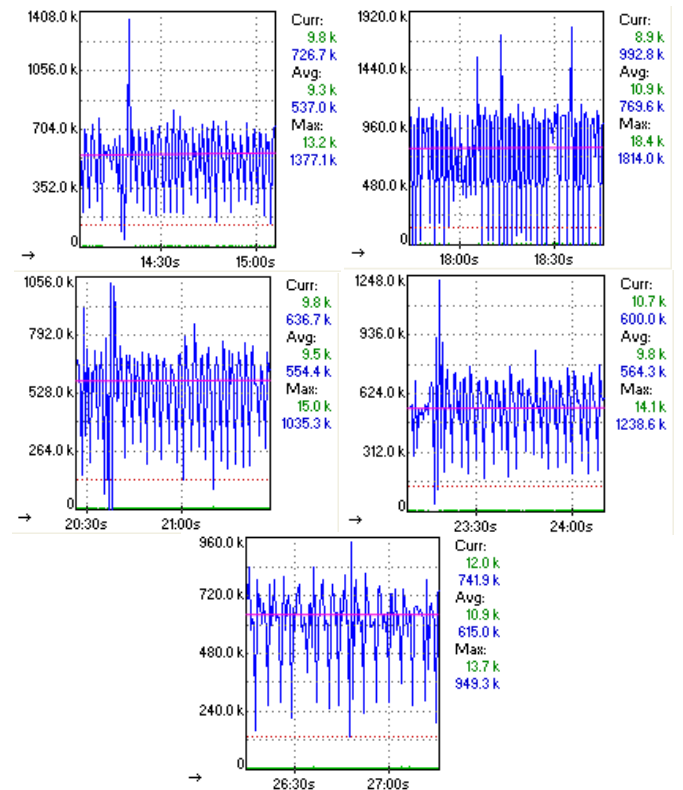 1408.0 k
1056.0 k
704.0 k
352.0 k
0
14:30s 15:00s
Curr:
9.8 k
726.7 k
Avg:
9.3 k
537.0 k
Max:
13.2 k
1377.1 k
1920.0 k
1440.0 k
960.0 k
480.0 k
0
18:00s 18:30s
Curr:
8.9 k
992.8 k
Avg:
10.9 k
769.6 k
Max:
18.4 k
1814.0 k
1056.0 k
792.0 k
528.0 k
264.0 k
0
20:30s 21:00s
Curr:
9.8 k
636.7 k
Avg:
9.5 k
554.4 k
Max:
15.0 k
1035.3 k
1248.0 k
936.0 k
624.0 k
312.0 k
0
23:30s 24:00s
Curr:
10.7 k
600.0 k
Avg:
9.8 k
564.3 k
Max:
14.1 k
1238.6 k
960.0 k
720.0 k
480.0 k
240.0 k
0
26:30s 27:00s
Curr:
12.0 k
741.9 k
Avg:
10.9 k
615.0 k
Max:
13.7 k
949.3 k